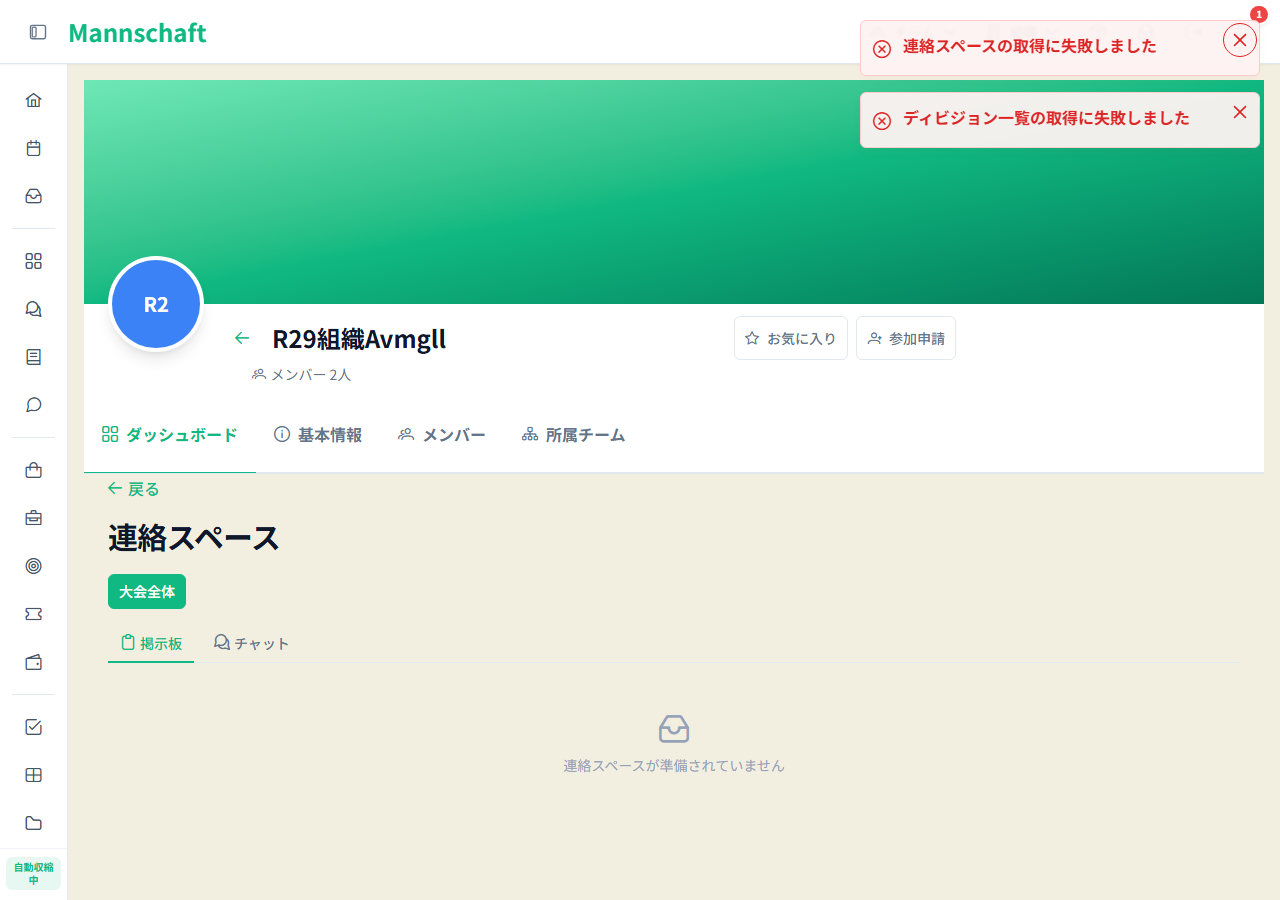 Mannschaft
1
連絡スペースの取得に失敗しました
ディビジョン一覧の取得に失敗しました
R2
R29組織Avmgll
お気に入り
参加申請
メンバー 2人
ダッシュボード
基本情報
メンバー
所属チーム
戻る
連絡スペース
大会全体
掲示板
チャット
連絡スペースが準備されていません
自動収縮
中